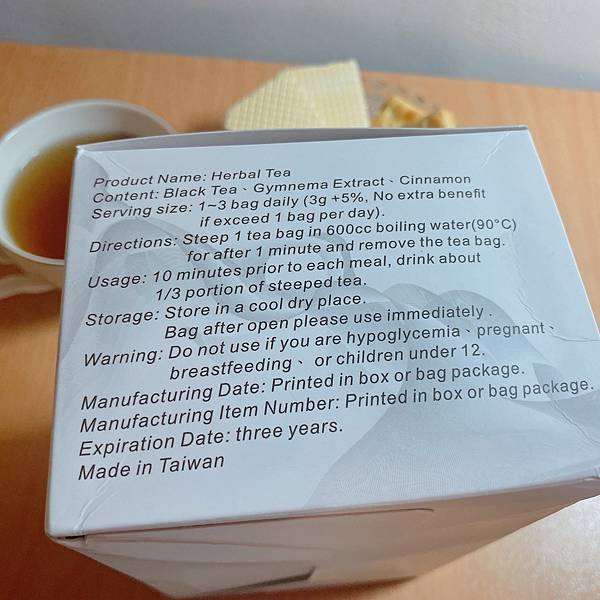 Product Name: Herbal Tea
Content: Black Tea、Gymnema Extract、Cinnamon
Serving size: 1~3 bag daily (3g +5%, No extra benefit
if exceed 1 bag per day).
Directions: Steep 1 tea bag in 600cc boiling water(90°C)
for after 1 minute and remove the tea bag.
Usage: 10 minutes prior to each meal, drink about
1/3 portion of steeped tea.
Storage: Store in a cool dry place.
Bag after open please use immediately .
Warning: Do not use if you are hypoglycemia、pregnant、
breastfeeding、 or children under 12.
Manufacturing Date: Printed in box or bag package.
Manufacturing Item Number: Printed in box or bag package.
Expiration Date: three years.
Made in Taiwan